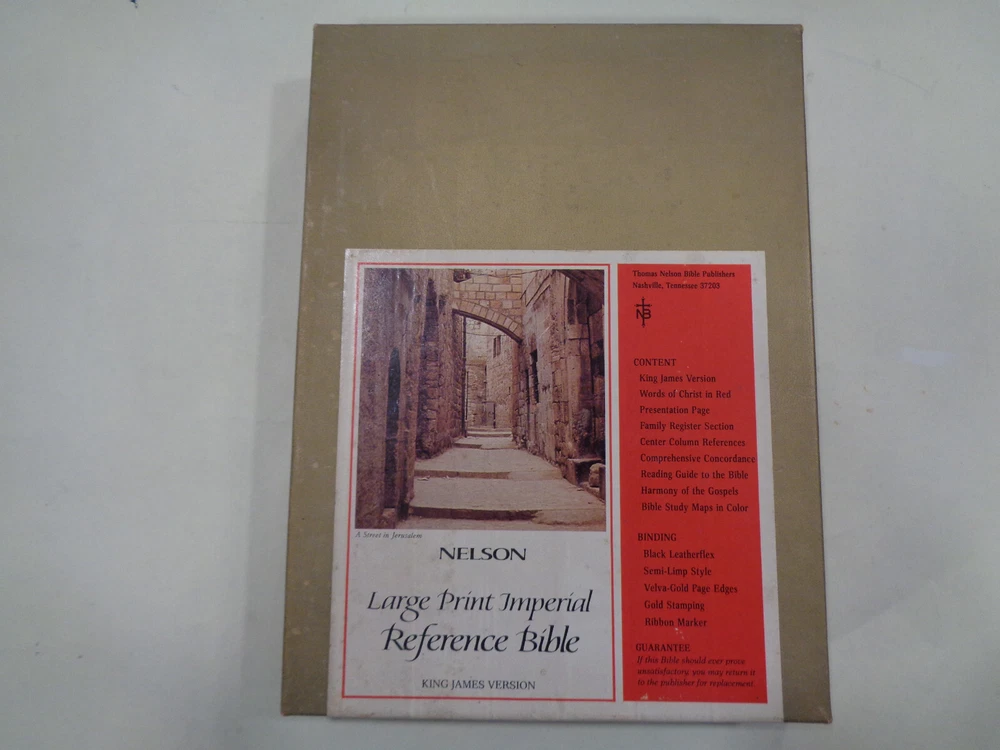 A Street in Jerusalem
NELSON
Large Print Imperial
Reference Bible
KING JAMES VERSION
Thomas Nelson Bible Publishers
Nashville, Tennessee 37203
NB
CONTENT
King James Version
Words of Christ in Red
Presentation Page
Family Register Section
Center Column References
Comprehensive Concordance
Reading Guide to the Bible
Harmony of the Gospels
Bible Study Maps in Color
BINDING
Black Leatherflex
Semi-Limp Style
Velva-Gold Page Edges
Gold Stamping
Ribbon Marker
GUARANTEE
If this Bible should ever prove
unsatisfactory you may return it
to the publisher for replacement